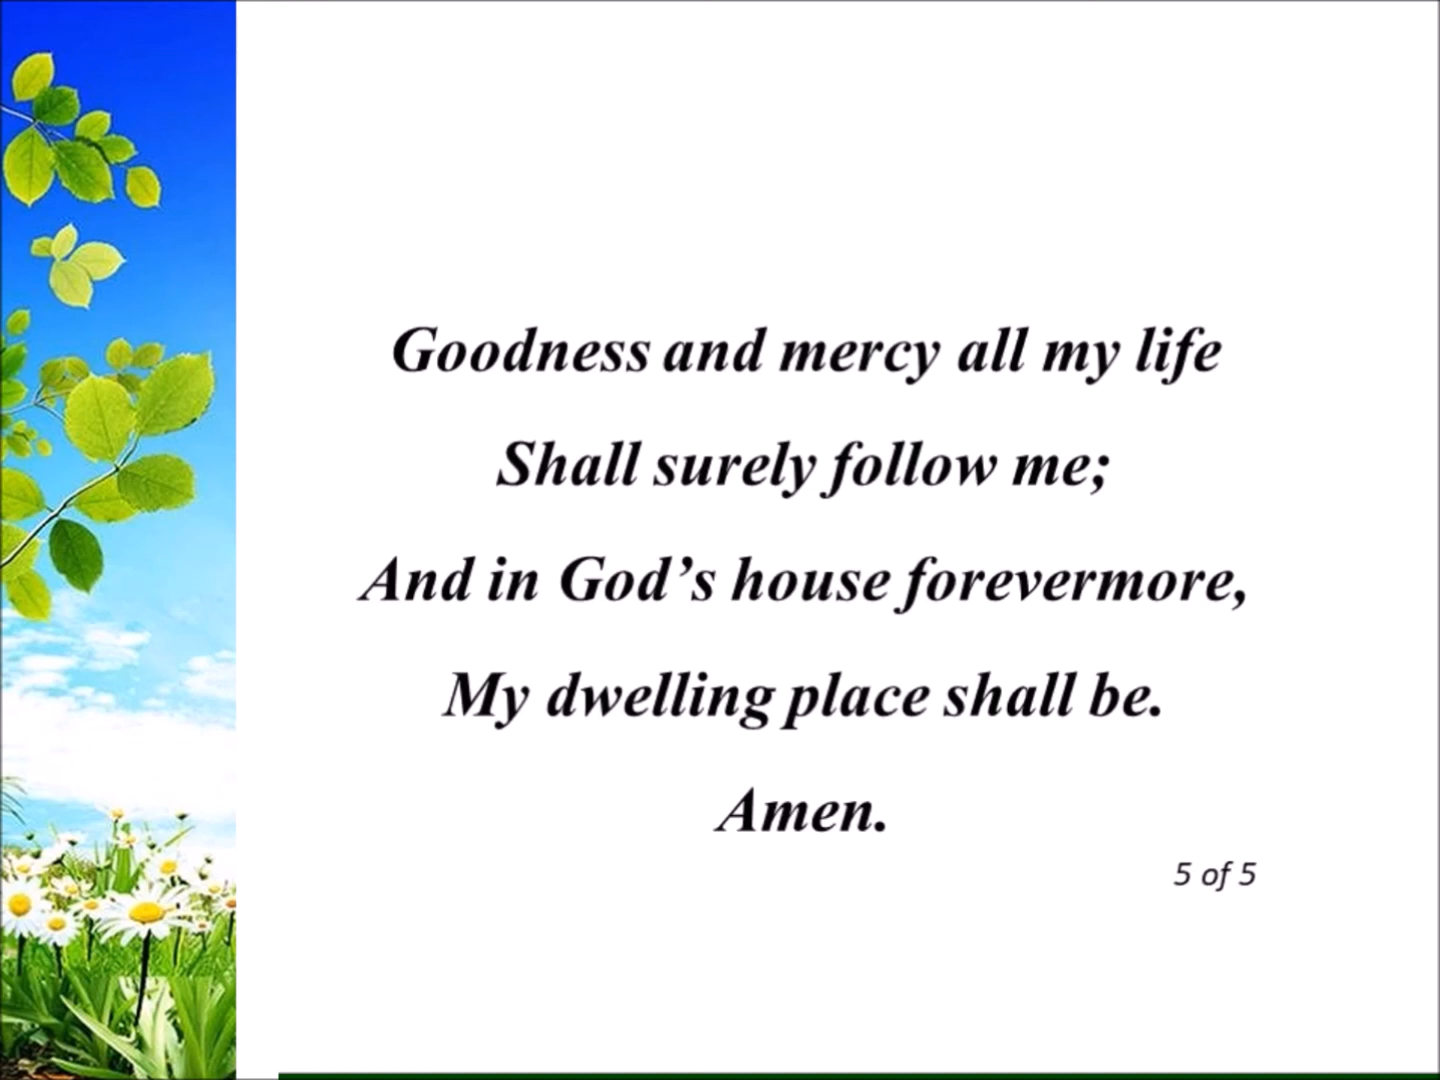 Goodness and mercy all my life
Shall surely follow me;
And in God’s house forevermore,
My dwelling place shall be.
Amen.
5 of 5